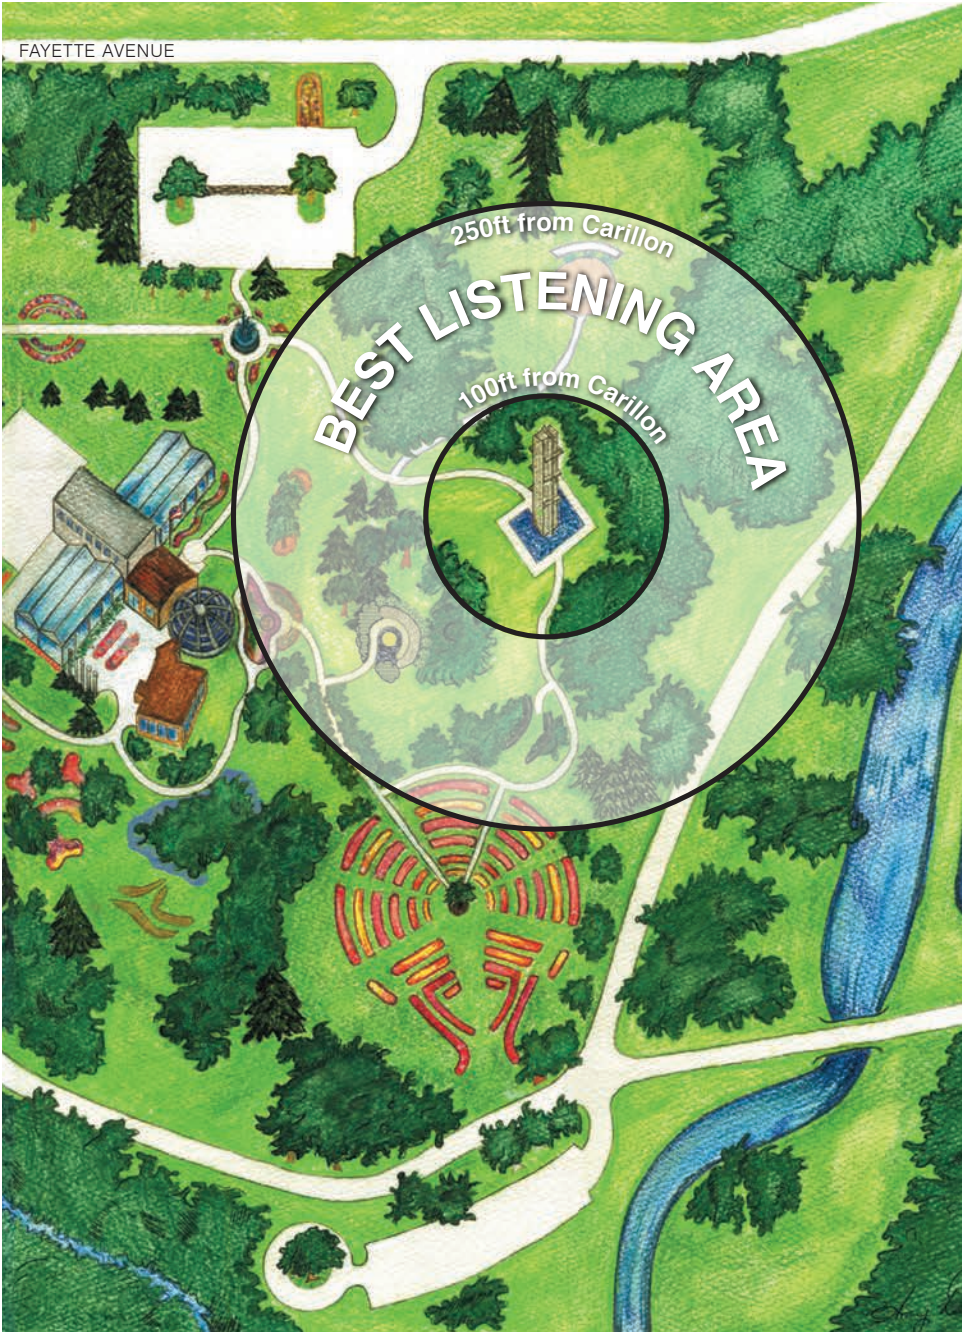 FAYETTE AVENUE
250ft from Carillon
BEST LISTENING AREA
100ft from Carillon